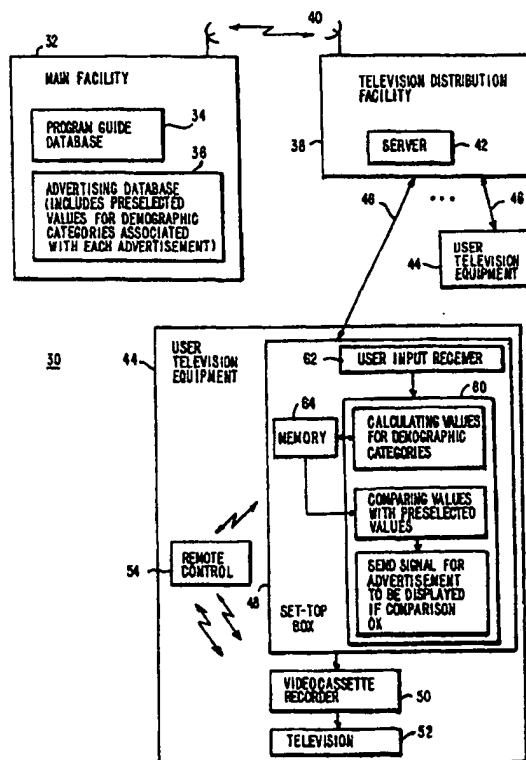 32
40
MAIN FACILITY
PROGRAM GUIDE
DATABASE
34
36
ADVERTISING DATABASE
(INCLUDES PRESELECTED
VALUES FOR DEMOGRAPHIC
CATEGORIES ASSOCIATED
WITH EACH ADVERTISEMENT)
TELEVISION DISTRIBUTION
FACILITY
38
SERVER
42
46
...
46
44
USER
TELEVISION
EQUIPMENT
30
44
USER
TELEVISION
EQUIPMENT
62
USER INPUT RECEIVER
60
64
MEMORY
CALCULATING VALUES
FOR DEMOGRAPHIC
CATEGORIES
COMPARING VALUES
WITH PRESELECTED
VALUES
SEND SIGNAL FOR
ADVERTISEMENT
TO BE DISPLAYED
IF COMPARISON
OK
REMOTE
CONTROL
54
48
SET-TOP
BOX
VIDEOCASSETTE
RECORDER
50
TELEVISION
52